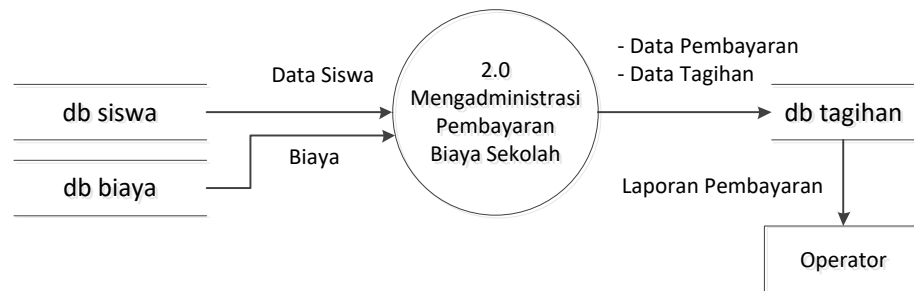 Data Siswa
db siswa
Biaya
db biaya
2.0
Mengadministrasi
Pembayaran
Biaya Sekolah
- Data Pembayaran
- Data Tagihan
db tagihan
Laporan Pembayaran
Operator